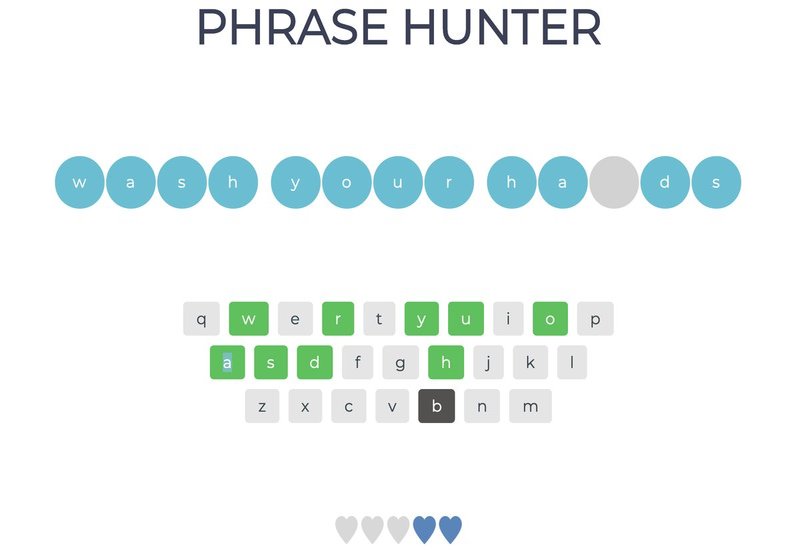 PHRASE HUNTER
w a s h y o u r h a d s
q w e r t y u i o p
a s d f g h j k l
z x c v b n m